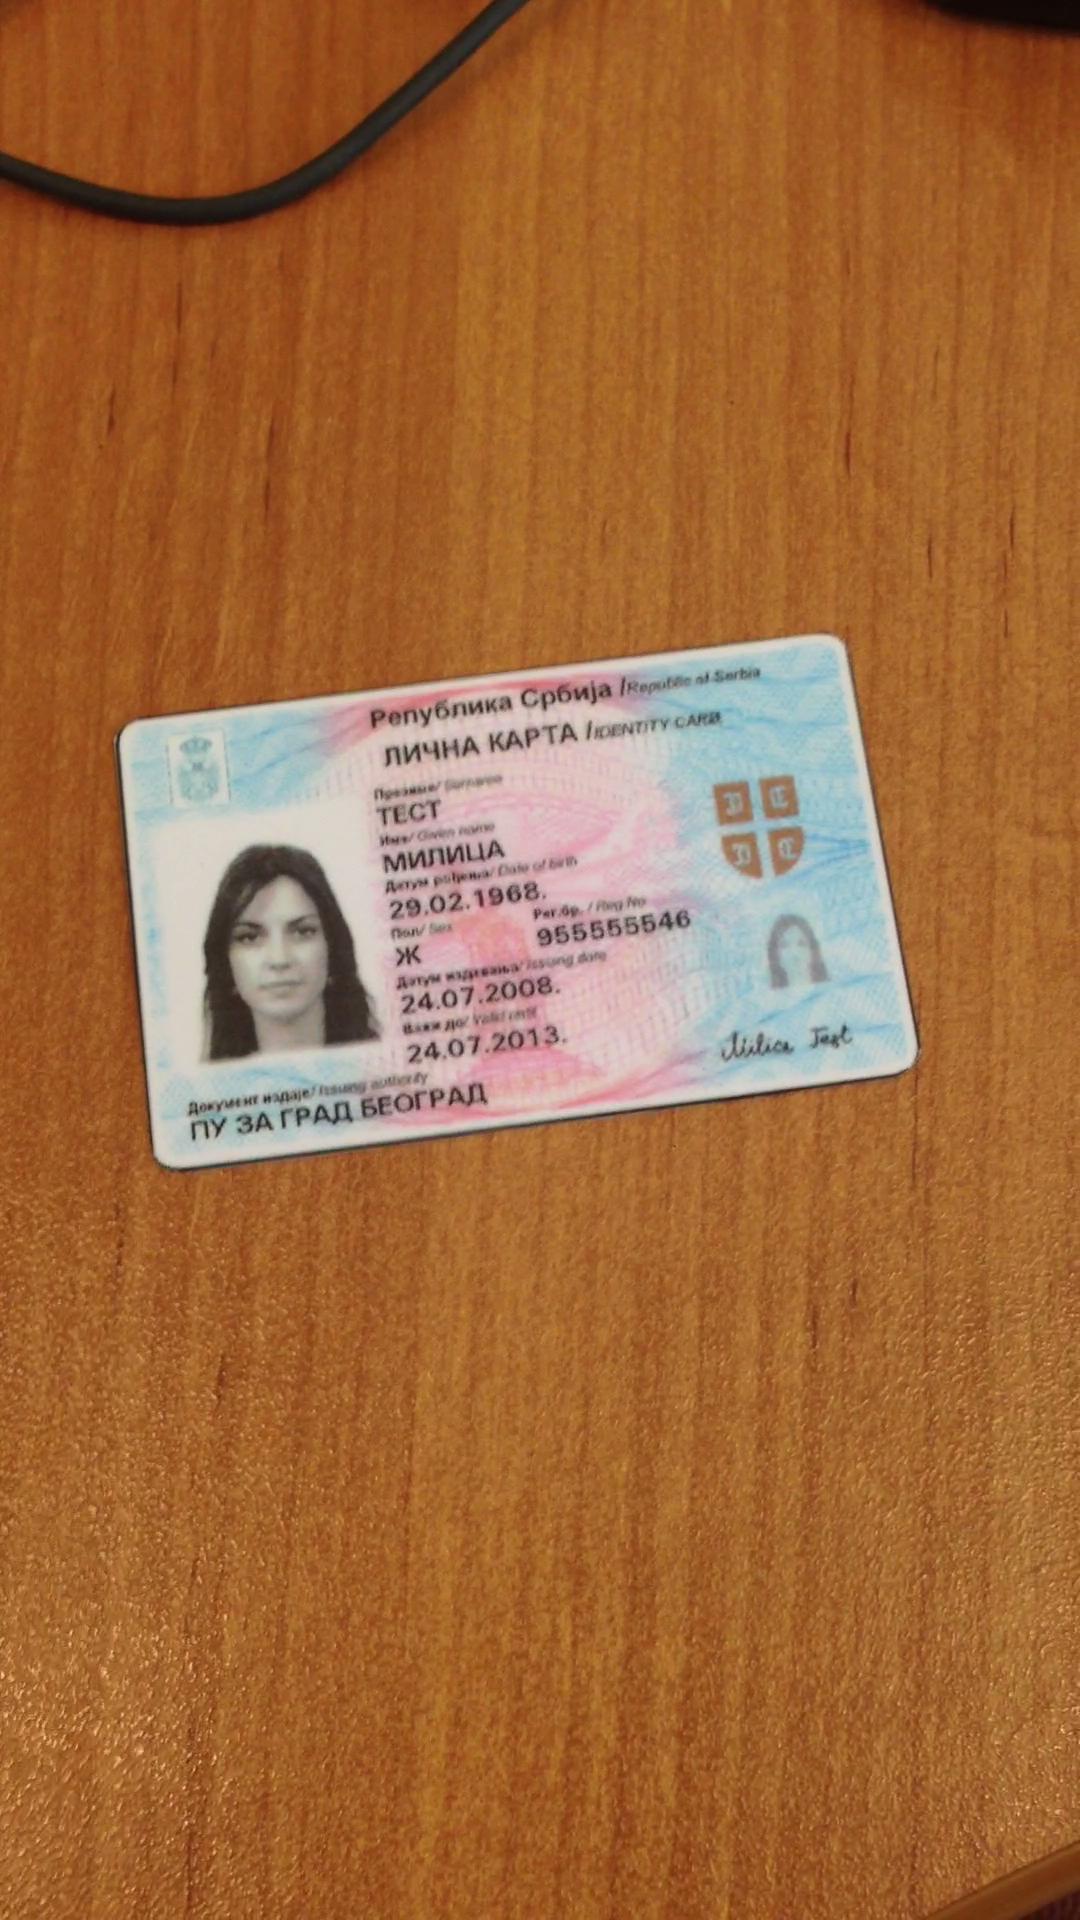 Република Србија /Republic of Serbia
ЛИЧНА КАРТА /IDENTITY CARD
Презиме/ Surname
ТЕСТ
Име/ Given name
МИЛИЦА
Датум рођења/ Date of birth
29.02.1968.
Пол/ Sex
Рег.бр. / Reg No
Ж
955555546
Датум издавања/ Issuing date
24.07.2008.
Важи до/ Valid until
24.07.2013.
Milica Test
Документ издаје/ Issuing authority
ПУ ЗА ГРАД БЕОГРАД